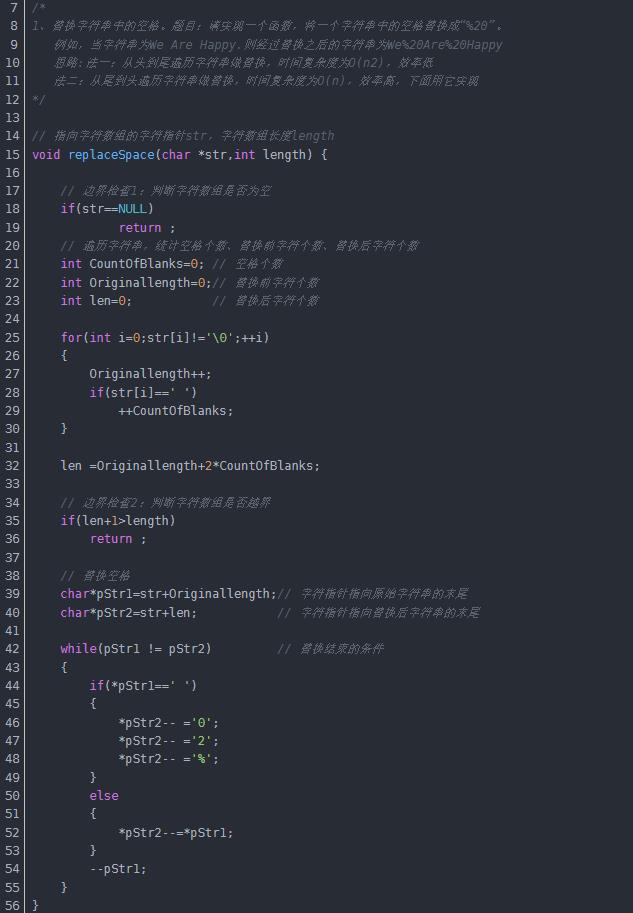 7 /*
8 1、替换字符串中的空格。题目：请实现一个函数，将一个字符串中的空格替换成“%20”。
9 例如，当字符串为We Are Happy.则经过替换之后的字符串为We%20Are%20Happy
10 思路:法一：从头到尾遍历字符串做替换，时间复杂度为O(n2)，效率低
11 法二：从尾到头遍历字符串做替换，时间复杂度为O(n)，效率高，下面用它实现
12 */
13
14 // 指向字符数组的字符指针str，字符数组长度length
15 void replaceSpace(char *str,int length) {
16
17 // 边界检查1：判断字符数组是否为空
18 if(str==NULL)
19 return ;
20 // 遍历字符串，统计空格个数、替换前字符个数、替换后字符个数
21 int CountOfBlanks=0; // 空格个数
22 int Originallength=0;// 替换前字符个数
23 int len=0; // 替换后字符个数
24
25 for(int i=0;str[i]!='\0';++i)
26 {
27 Originallength++;
28 if(str[i]==' ')
29 ++CountOfBlanks;
30 }
31
32 len =Originallength+2*CountOfBlanks;
33
34 // 边界检查2：判断字符数组是否越界
35 if(len+1>length)
36 return ;
37
38 // 替换空格
39 char*pStr1=str+Originallength;// 字符指针指向原始字符串的末尾
40 char*pStr2=str+len; // 字符指针指向替换后字符串的末尾
41
42 while(pStr1 != pStr2) // 替换结束的条件
43 {
44 if(*pStr1==' ')
45 {
46 *pStr2-- ='0';
47 *pStr2-- ='2';
48 *pStr2-- ='%';
49 }
50 else
51 {
52 *pStr2--=*pStr1;
53 }
54 --pStr1;
55 }
56 }